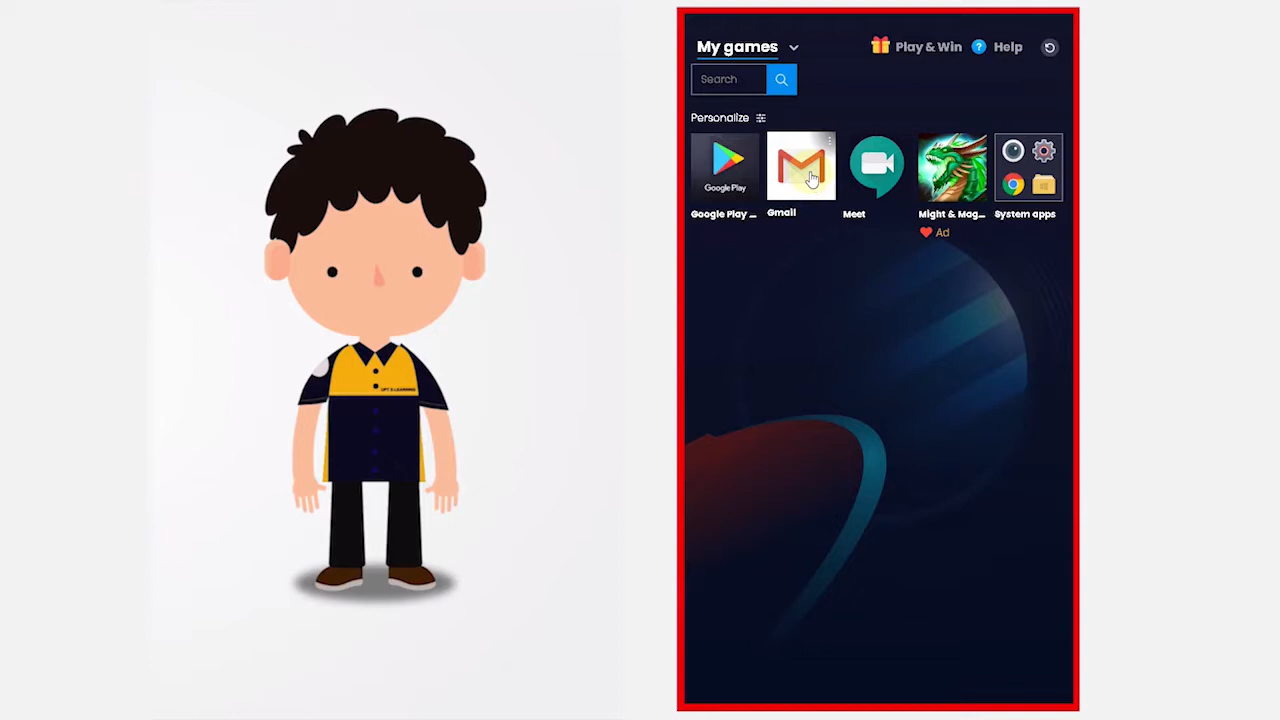 My games
Play & Win
? Help
Search
Personalize
Google Play
Google Play ...
Gmail
Meet
Might & Mag...
System apps
Ad